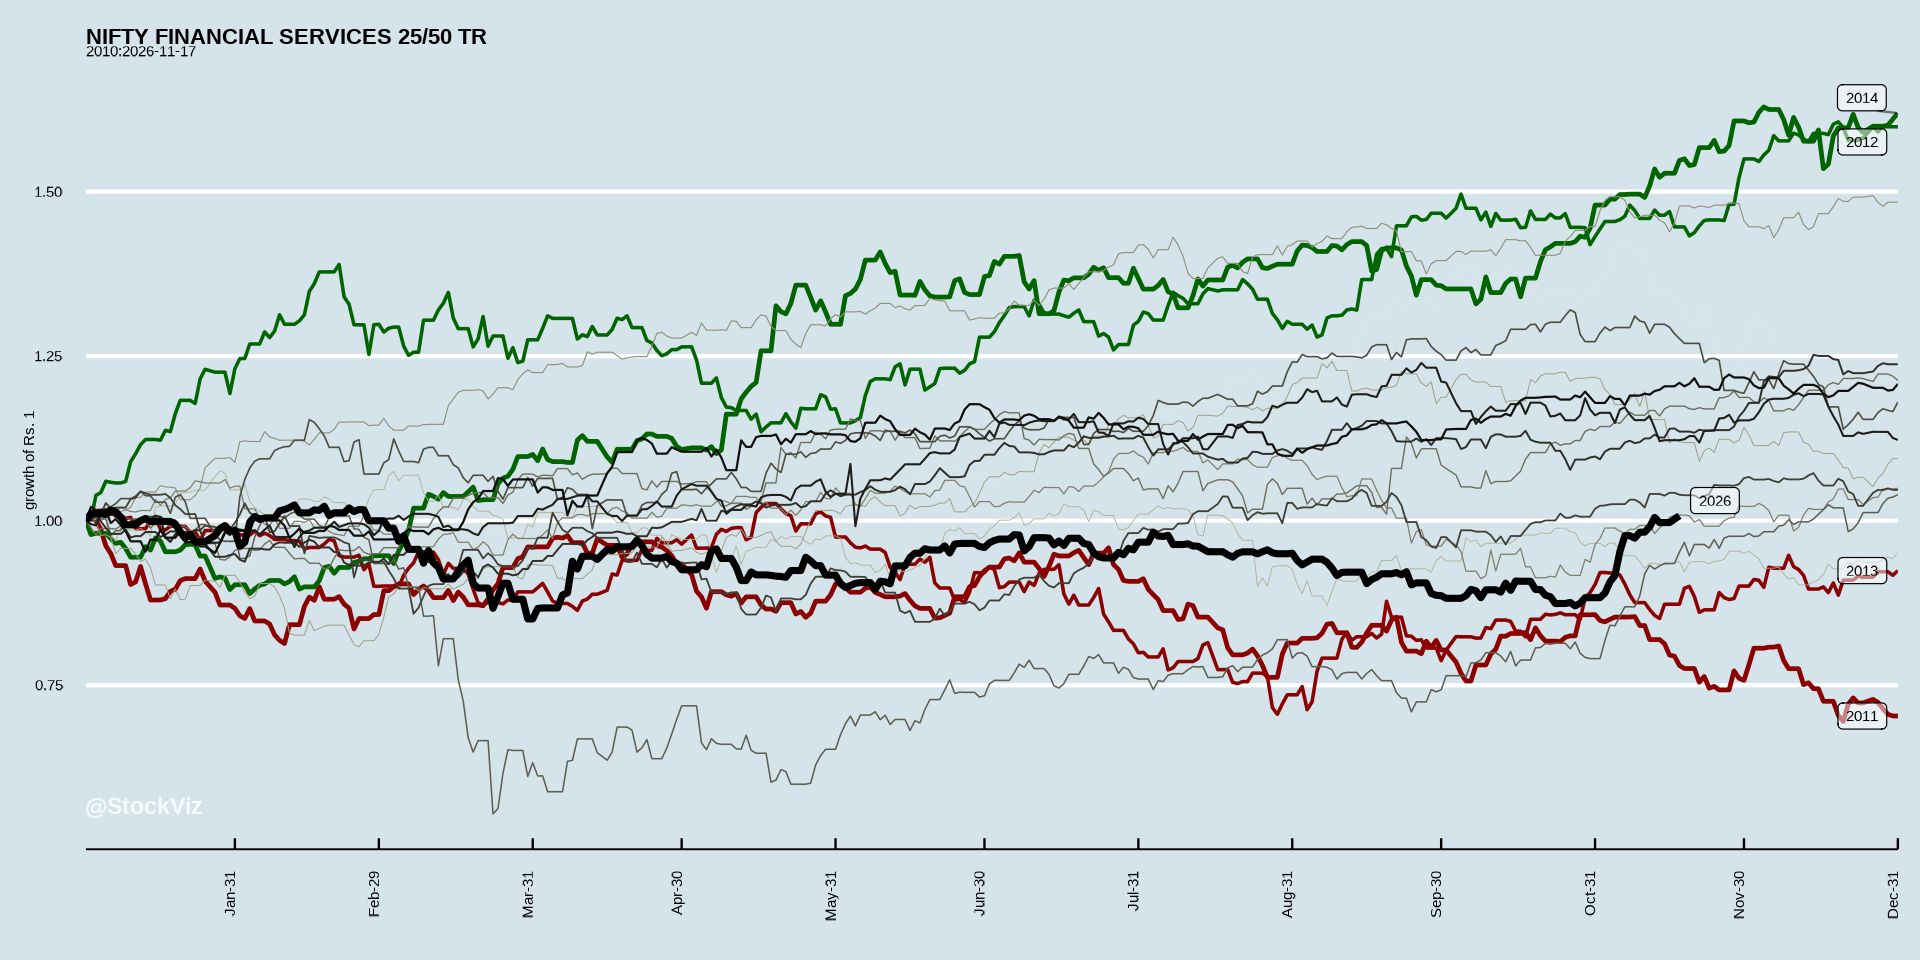 NIFTY FINANCIAL SERVICES 25/50 TR
2010:2026-11-17
growth of Rs. 1
1.50
1.25
1.00
0.75
2014
2012
2026
2013
2011
@StockViz
Jan-31
Feb-29
Mar-31
Apr-30
May-31
Jun-30
Jul-31
Aug-31
Sep-30
Oct-31
Nov-30
Dec-31